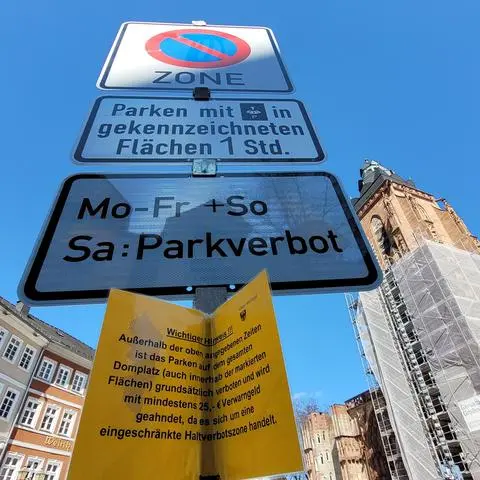 ZONE
Parken mit P in
gekennzeichneten
Flächen 1 Std.
Mo-Fr +So
Sa: Parkverbot
Wichtiger Hinweis !!!
Außerhalb der oben angegebenen Zeiten
ist das Parken auf dem gesamten
Domplatz (auch innerhalb der markierten
Flächen) grundsätzlich verboten und wird
mit mindestens 25,- € Verwarngeld
geahndet, da es sich um eine
eingeschränkte Haltverbotszone handelt.